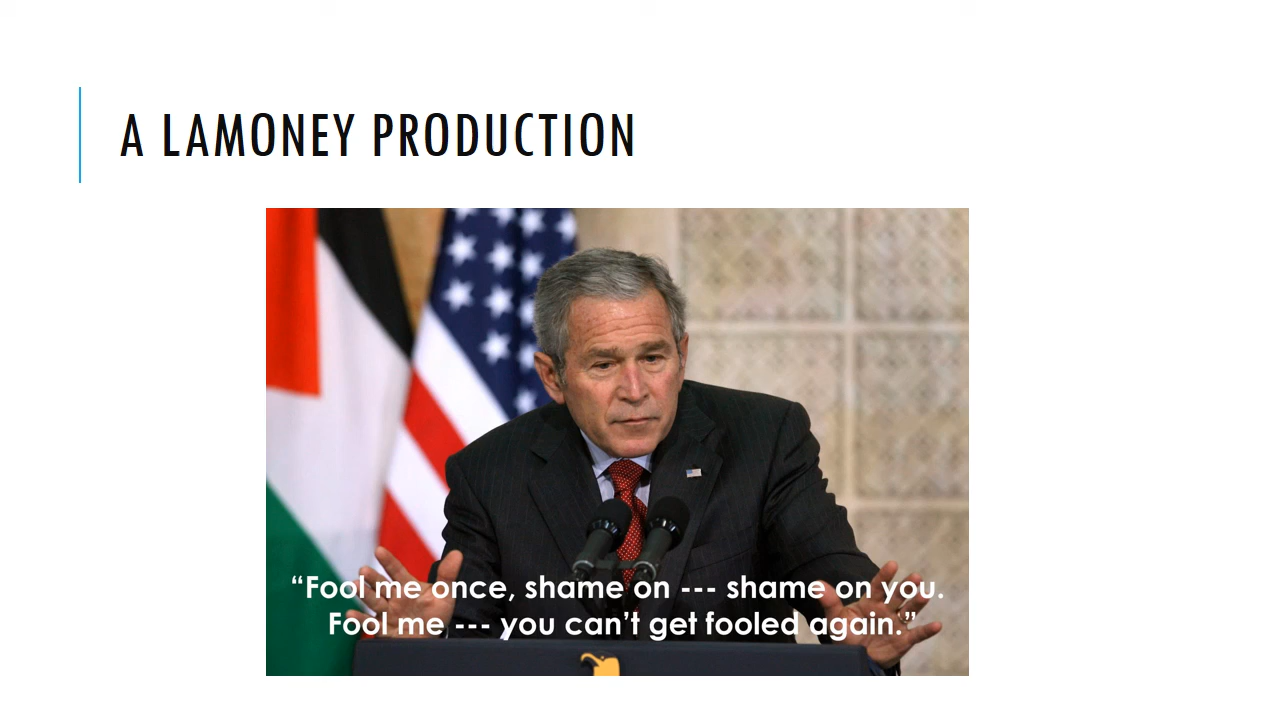 A LAMONEY PRODUCTION
“Fool me once, shame on --- shame on you.
Fool me --- you can’t get fooled again.”